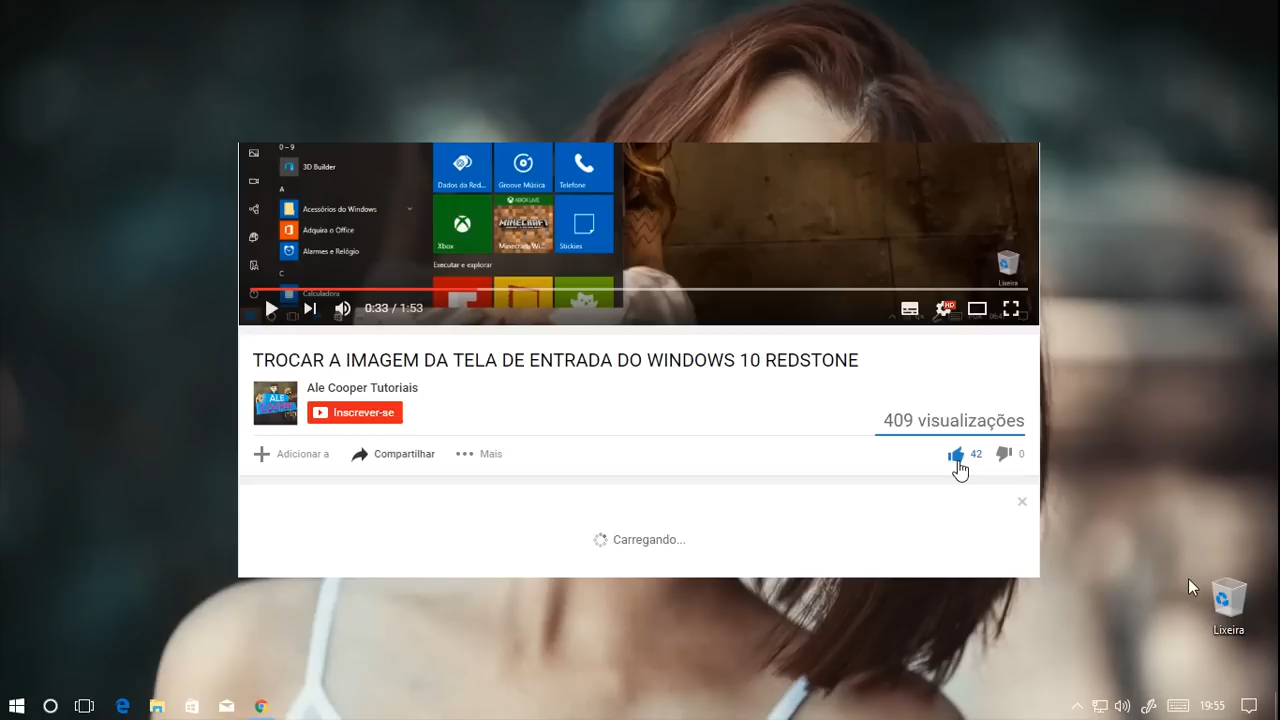 0 – 9
3D Builder
A
Acessórios do Windows
Adquira o Office
Alarmes e Relógio
C
Calculadora
Dados da Red...
Groove Música
Telefone
Xbox
XBOX LIVE
MINECRAFT
Minecraft: Wi...
Stickies
Executar e explorar
Lixeira
0:33 / 1:53
HD
TROCAR A IMAGEM DA TELA DE ENTRADA DO WINDOWS 10 REDSTONE
ALE
COOPER
Ale Cooper Tutoriais
Inscrever-se
409 visualizações
Adicionar a
Compartilhar
Mais
42
0
Carregando...
Lixeira
19:55